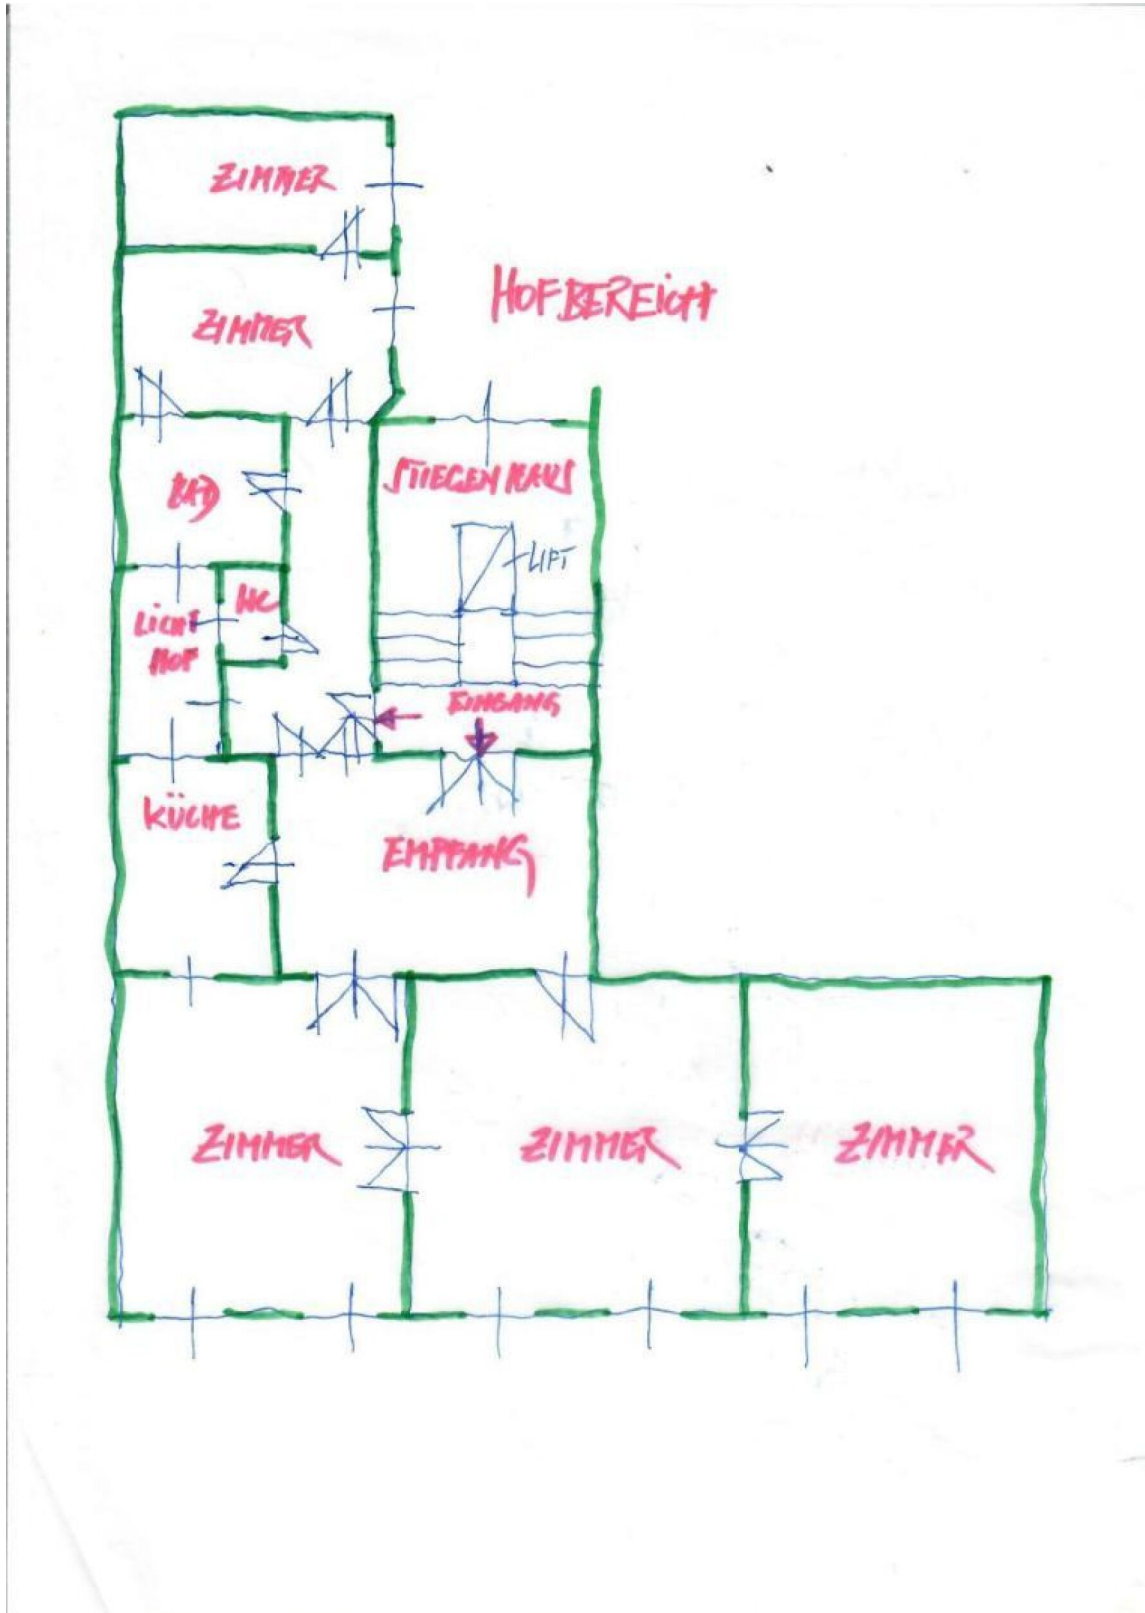 ZIMMER
HOFBEREICH
ZIMMER
STIEGENHAUS
BAD
LIFT
WC
LICHT
HOF
EINGANG
KÜCHE
EMPFANG
ZIMMER
ZIMMER
ZIMMER